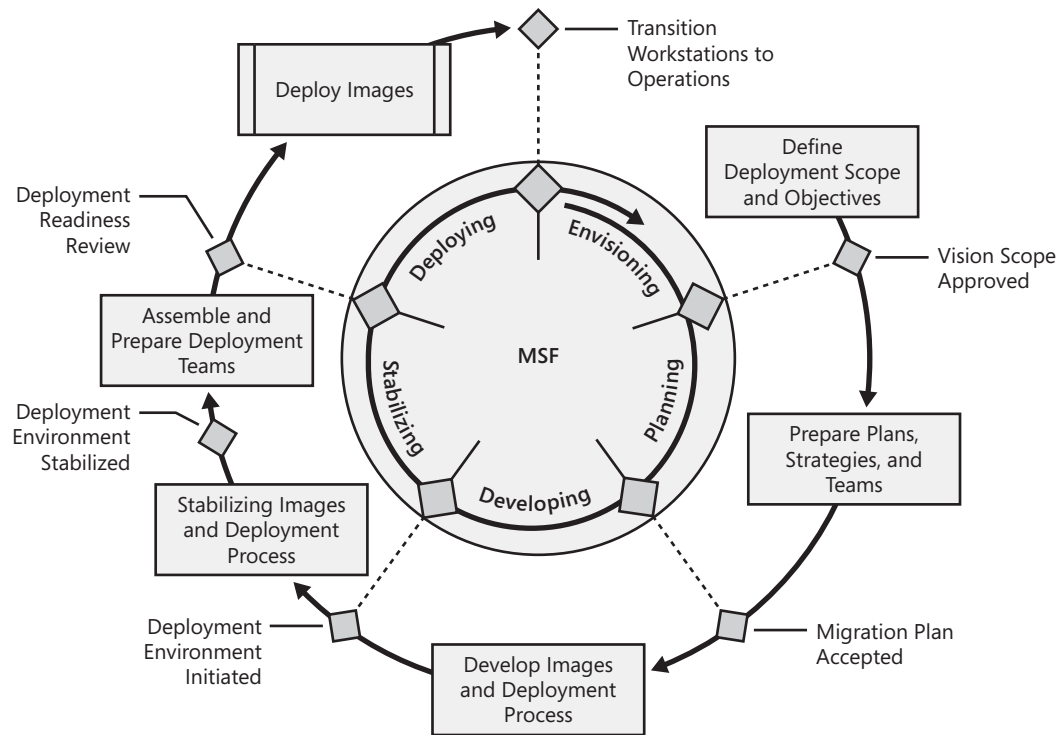 Transition
Workstations to
Operations
Deploy Images
Define
Deployment Scope
and Objectives
Deployment
Readiness
Review
Vision Scope
Approved
Deploying
Envisioning
Assemble and
Prepare Deployment
Teams
MSF
Stabilizing
Planning
Developing
Deployment
Environment
Stabilized
Prepare Plans,
Strategies, and
Teams
Stabilizing Images
and Deployment
Process
Deployment
Environment
Initiated
Migration Plan
Accepted
Develop Images
and Deployment
Process